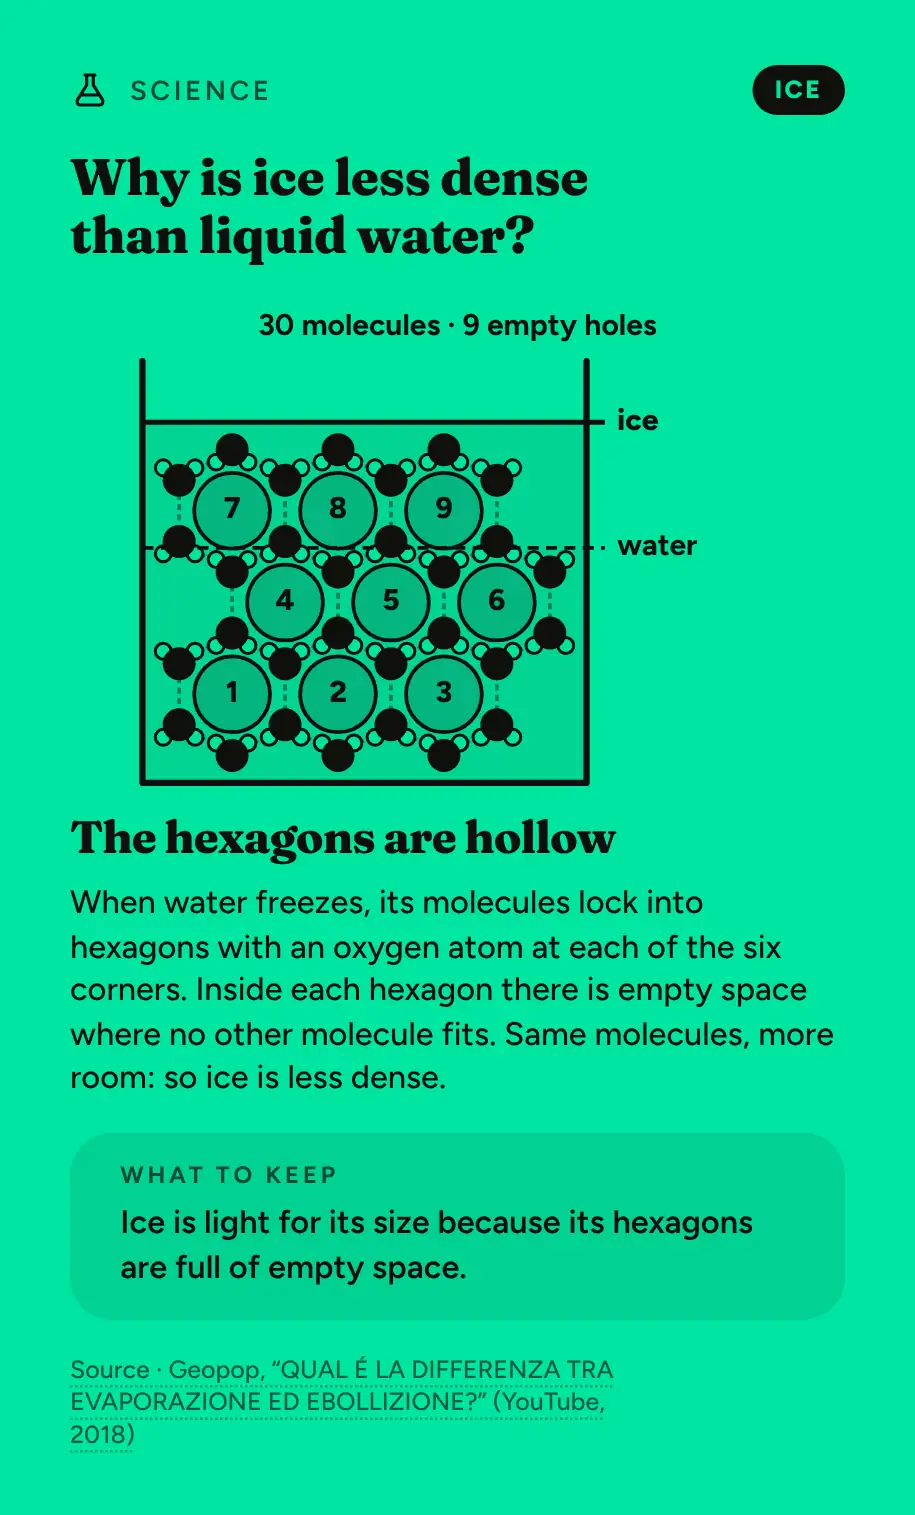 SCIENCE
ICE
Why is ice less dense
than liquid water?
30 molecules · 9 empty holes
ice
7 8 9
water
4 5 6
1 2 3
The hexagons are hollow
When water freezes, its molecules lock into
hexagons with an oxygen atom at each of the six
corners. Inside each hexagon there is empty space
where no other molecule fits. Same molecules, more
room: so ice is less dense.
WHAT TO KEEP
Ice is light for its size because its hexagons
are full of empty space.
Source · Geopop, “QUAL É LA DIFFERENZA TRA
EVAPORAZIONE ED EBOLLIZIONE?” (YouTube,
2018)